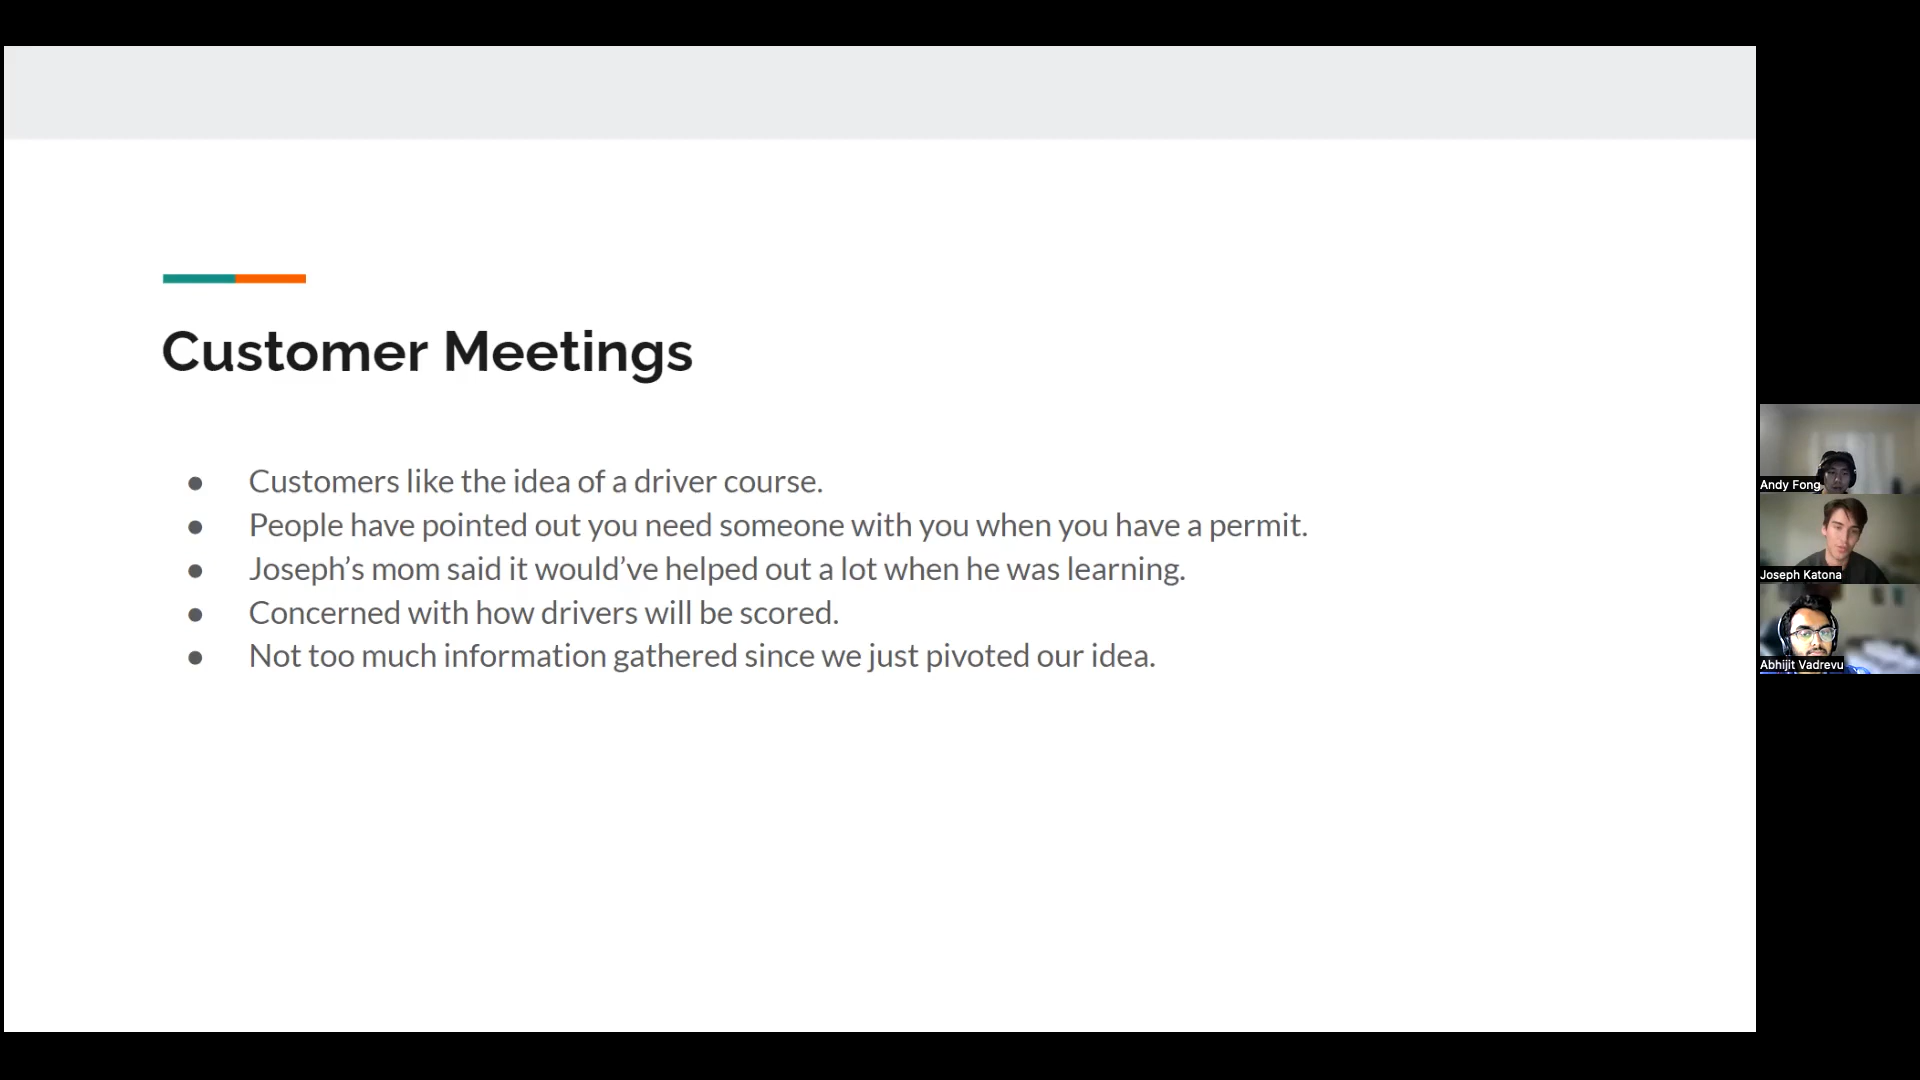 Customer Meetings
● Customers like the idea of a driver course.
● People have pointed out you need someone with you when you have a permit.
● Joseph’s mom said it would’ve helped out a lot when he was learning.
● Concerned with how drivers will be scored.
● Not too much information gathered since we just pivoted our idea.
Andy Fong
Joseph Katona
Abhijit Vadrevu